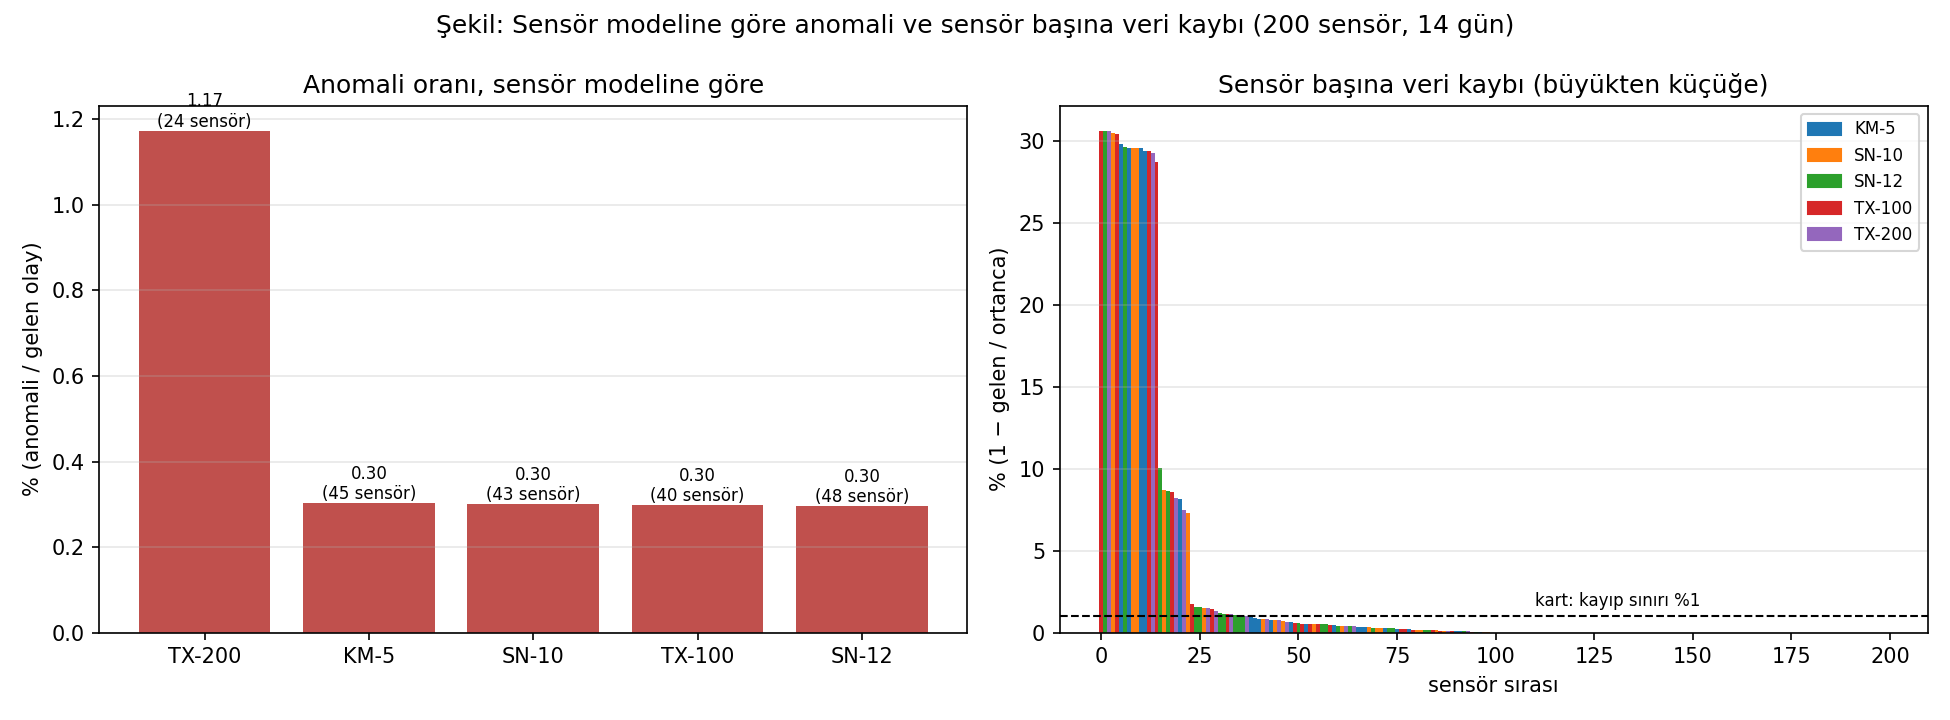 Şekil: Sensör modeline göre anomali ve sensör başına veri kaybı (200 sensör, 14 gün)
Anomali oranı, sensör modeline göre
% (anomali / gelen olay)
1.2
1.0
0.8
0.6
0.4
0.2
0.0
1.17
(24 sensör)
0.30
(45 sensör)
0.30
(43 sensör)
0.30
(40 sensör)
0.30
(48 sensör)
TX-200
KM-5
SN-10
TX-100
SN-12
Sensör başına veri kaybı (büyükten küçüğe)
% (1 − gelen / ortanca)
30
25
20
15
10
5
0
KM-5
SN-10
SN-12
TX-100
TX-200
kart: kayıp sınırı %1
0
25
50
75
100
125
150
175
200
sensör sırası